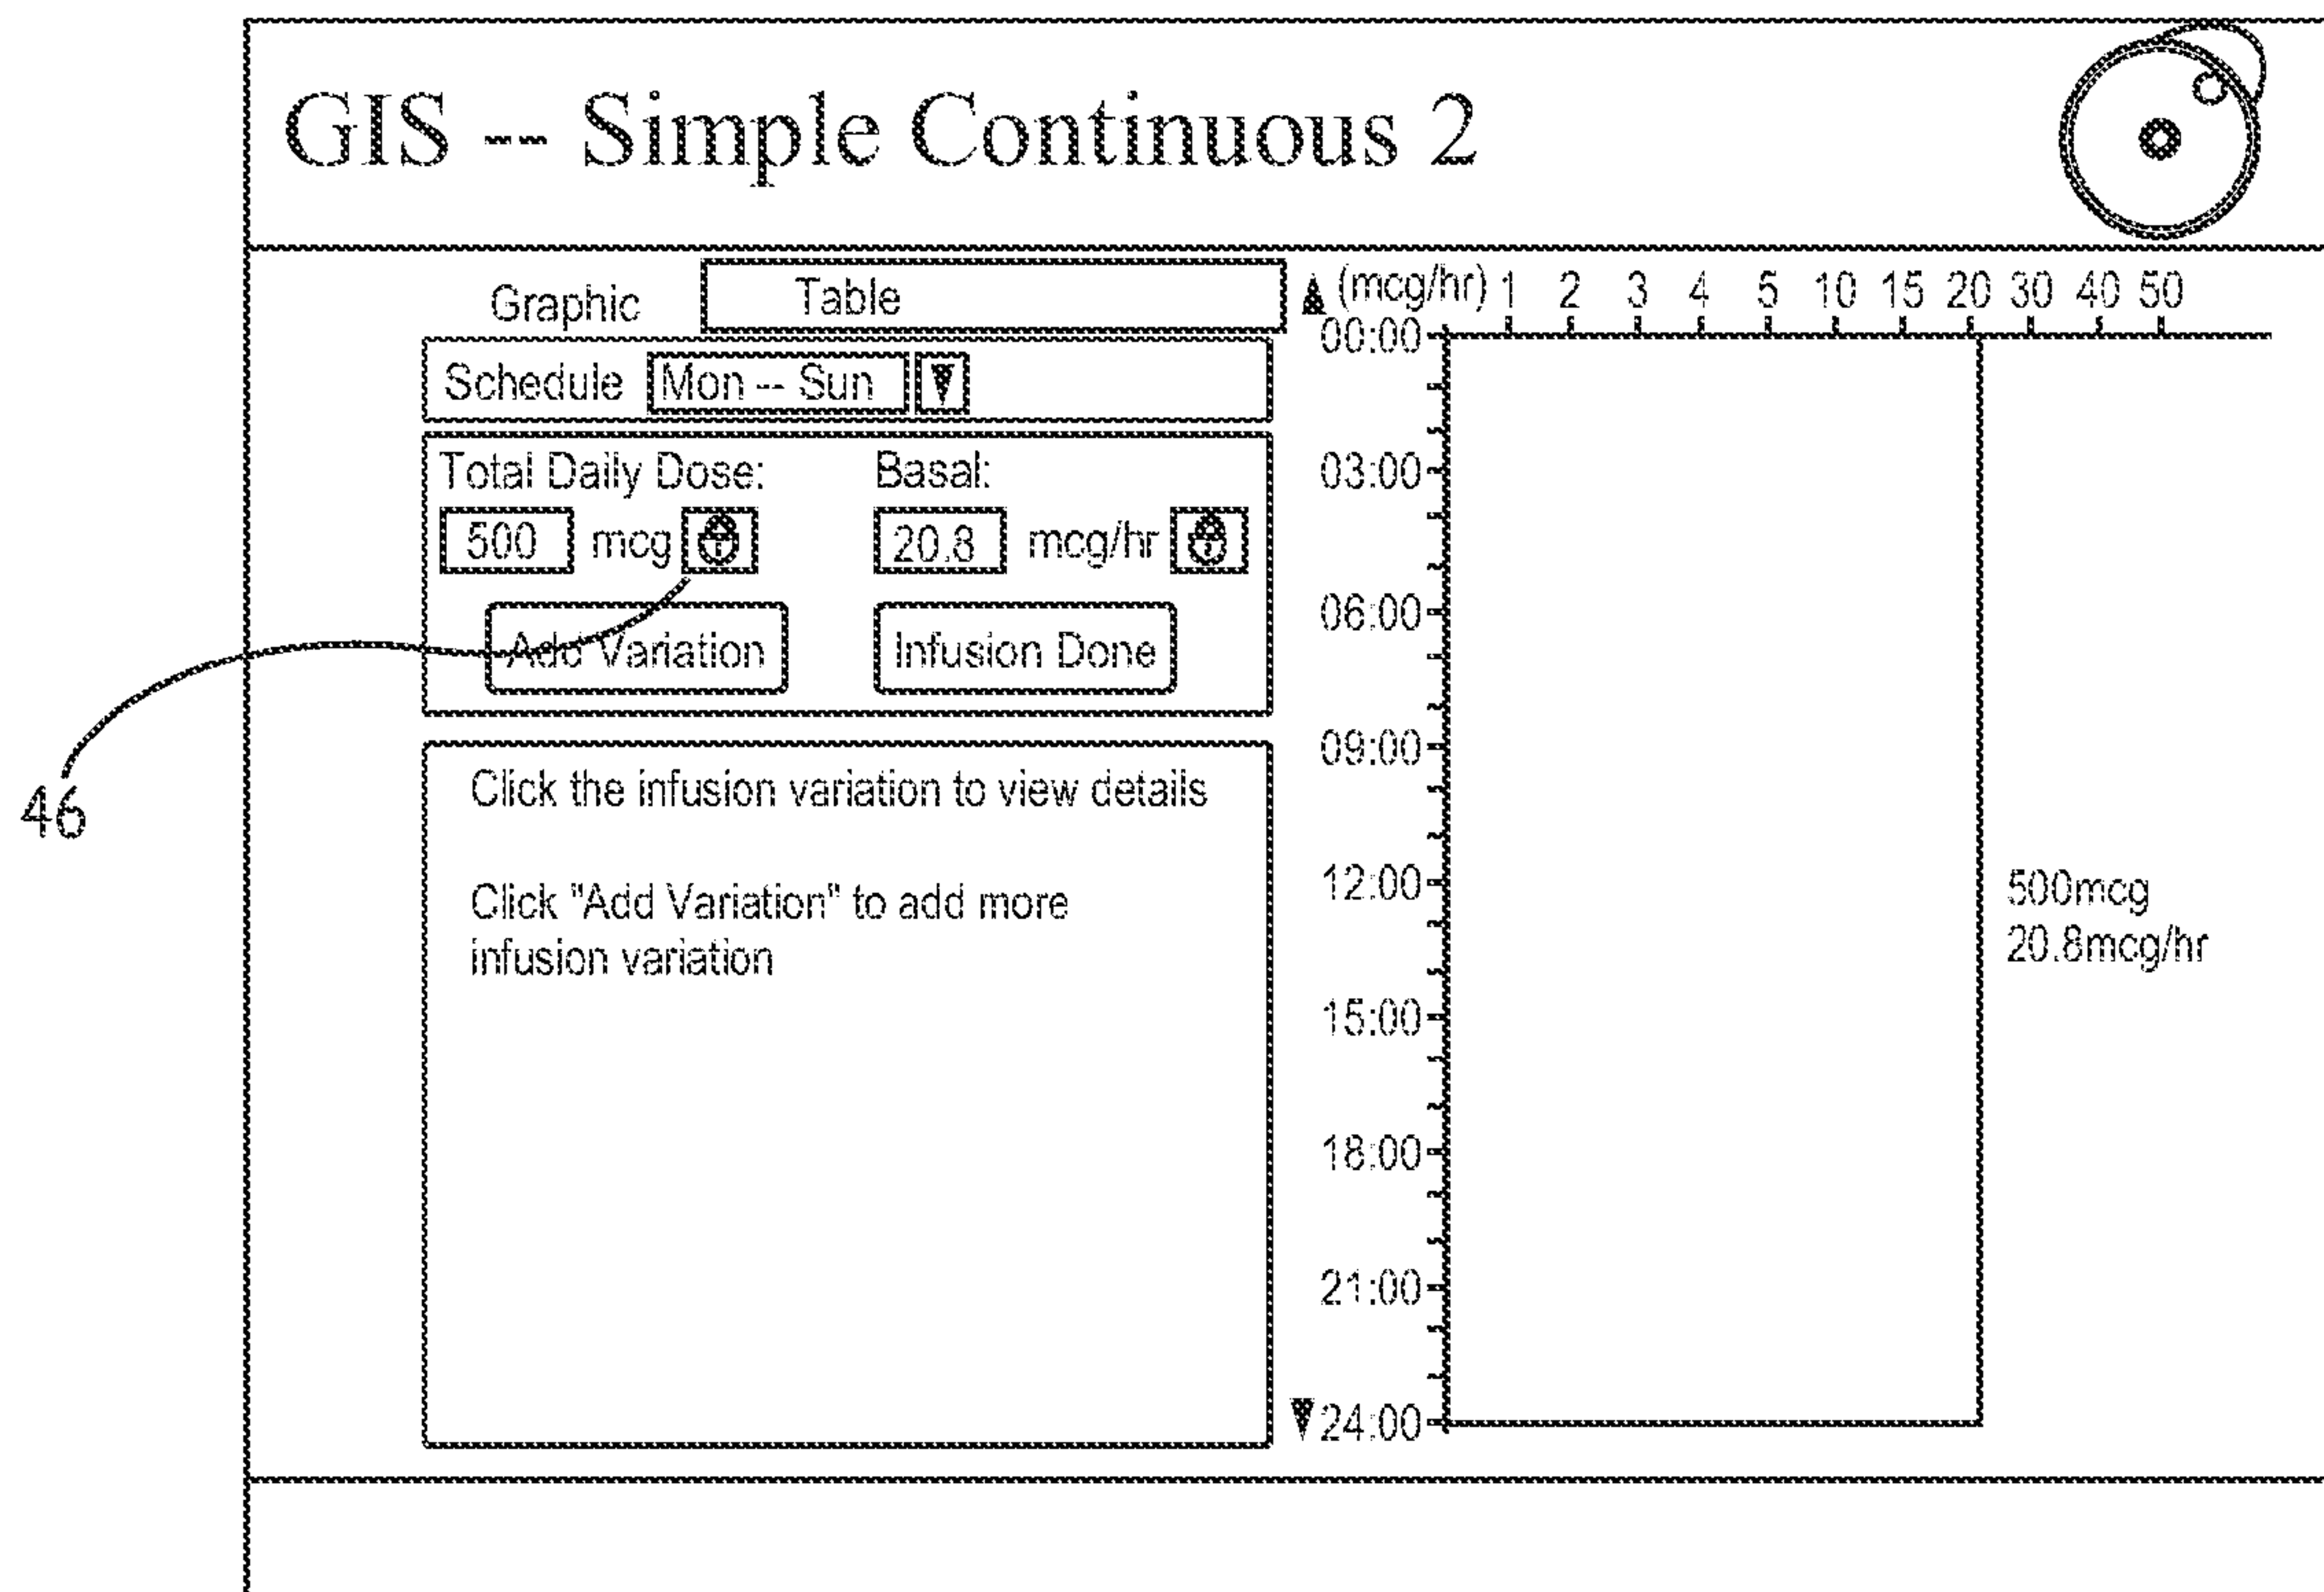 GIS -- Simple Continuous 2
Graphic Table
Schedule Mon -- Sun
Total Daily Dose: Basal:
500 mcg 20.8 mcg/hr
Add Variation Infusion Done
46
Click the infusion variation to view details
Click "Add Variation" to add more
infusion variation
(mcg/hr) 1 2 3 4 5 10 15 20 30 40 50
00:00
03:00
06:00
09:00
12:00
15:00
18:00
21:00
24:00
500mcg
20.8mcg/hr